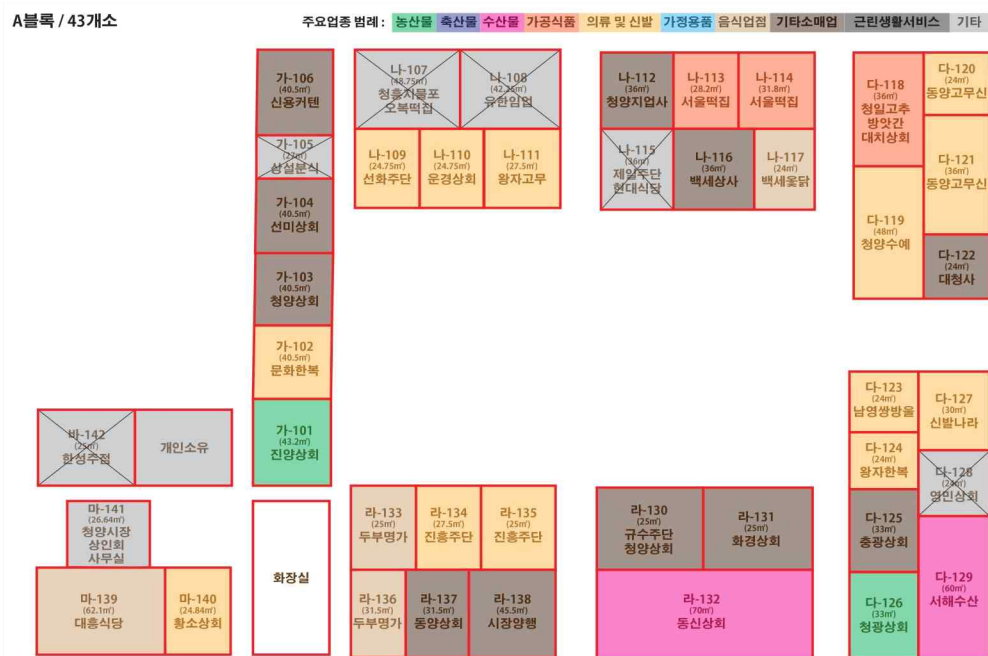 A블록 / 43개소
주요업종 범례 : 농산물 축산물 수산물 가공식품 의류 및 신발 가정용품 음식업점 기타소매업 근린생활서비스 기타
가-106
(40.5㎡)
신용커텐
가-105
(27㎡)
상설분식
가-104
(40.5㎡)
선미상회
가-103
(40.5㎡)
청양상회
가-102
(40.5㎡)
문화한복
가-101
(43.2㎡)
진양상회
나-107
(48.75㎡)
청흥지물포
오복떡집
나-108
(42.25㎡)
유한임업
나-109
(24.75㎡)
선화주단
나-110
(24.75㎡)
운경상회
나-111
(27.5㎡)
왕자고무
나-112
(36㎡)
청양지업사
나-113
(28.2㎡)
서울떡집
나-114
(31.8㎡)
서울떡집
나-115
(36㎡)
제일주단
현대식당
나-116
(36㎡)
백세상사
나-117
(24㎡)
백세옻닭
다-118
(36㎡)
청일고추
방앗간
대치상회
다-120
(24㎡)
동양고무신
다-121
(36㎡)
동양고무신
다-119
(48㎡)
청양수예
다-122
(24㎡)
대청사
다-123
(24㎡)
남영쌍방울
다-127
(30㎡)
신발나라
다-124
(24㎡)
왕자한복
다-128
(24㎡)
영민상회
다-125
(33㎡)
충광상회
다-129
(60㎡)
서해수산
다-126
(33㎡)
청광상회
바-142
(25㎡)
한성주점
개인소유
마-141
(26.64㎡)
청양시장
상인회
사무실
마-139
(62.1㎡)
대흥식당
마-140
(24.84㎡)
황소상회
화장실
라-133
(25㎡)
두부명가
라-134
(27.5㎡)
진흥주단
라-135
(25㎡)
진흥주단
라-136
(31.5㎡)
두부명가
라-137
(31.5㎡)
동양상회
라-138
(45.5㎡)
시장양행
라-130
(25㎡)
규수주단
청양상회
라-131
(25㎡)
화경상회
라-132
(70㎡)
동신상회